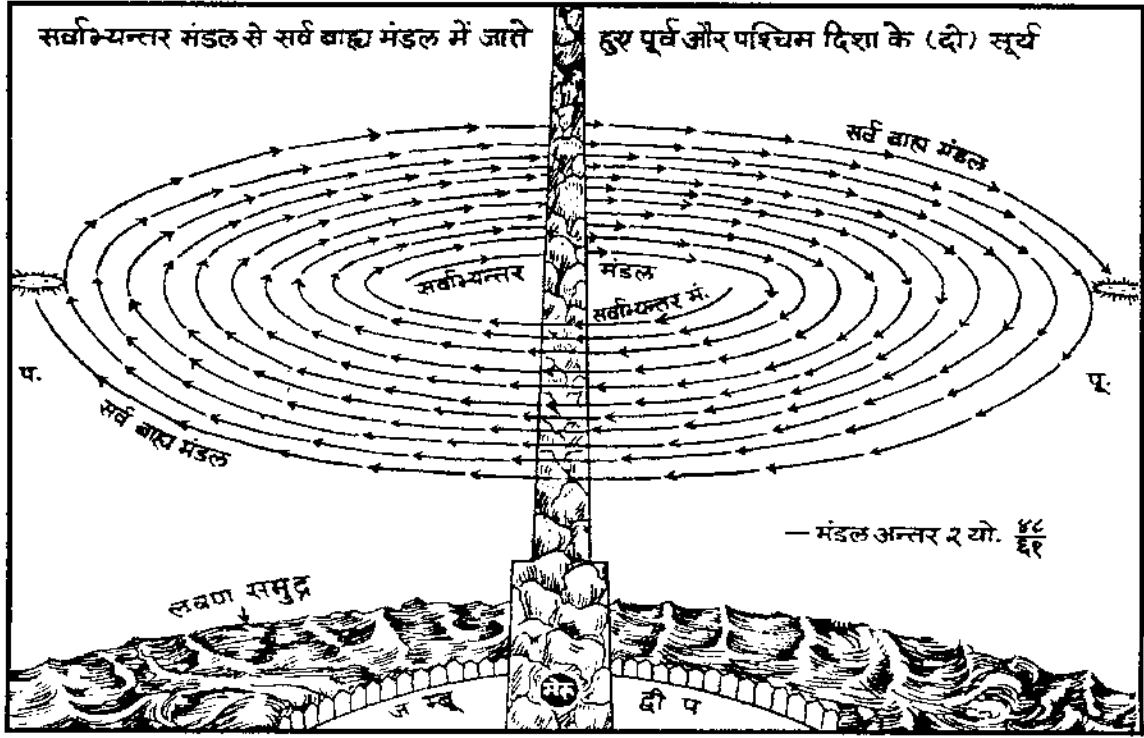 सर्वाभ्यन्तर मंडल से सर्व बाह्य मंडल में जाते हुए पूर्व और पश्चिम दिशा के (दो) सूर्य
सर्व बाह्य मंडल
सर्वाभ्यन्तर मंडल
सर्वाभ्यन्तर मं.
प.
पू.
सर्व बाह्य मंडल
— मंडल अन्तर २ यो. ४८/६१
लवण समुद्र
मेरु
जम्बू द्वीप